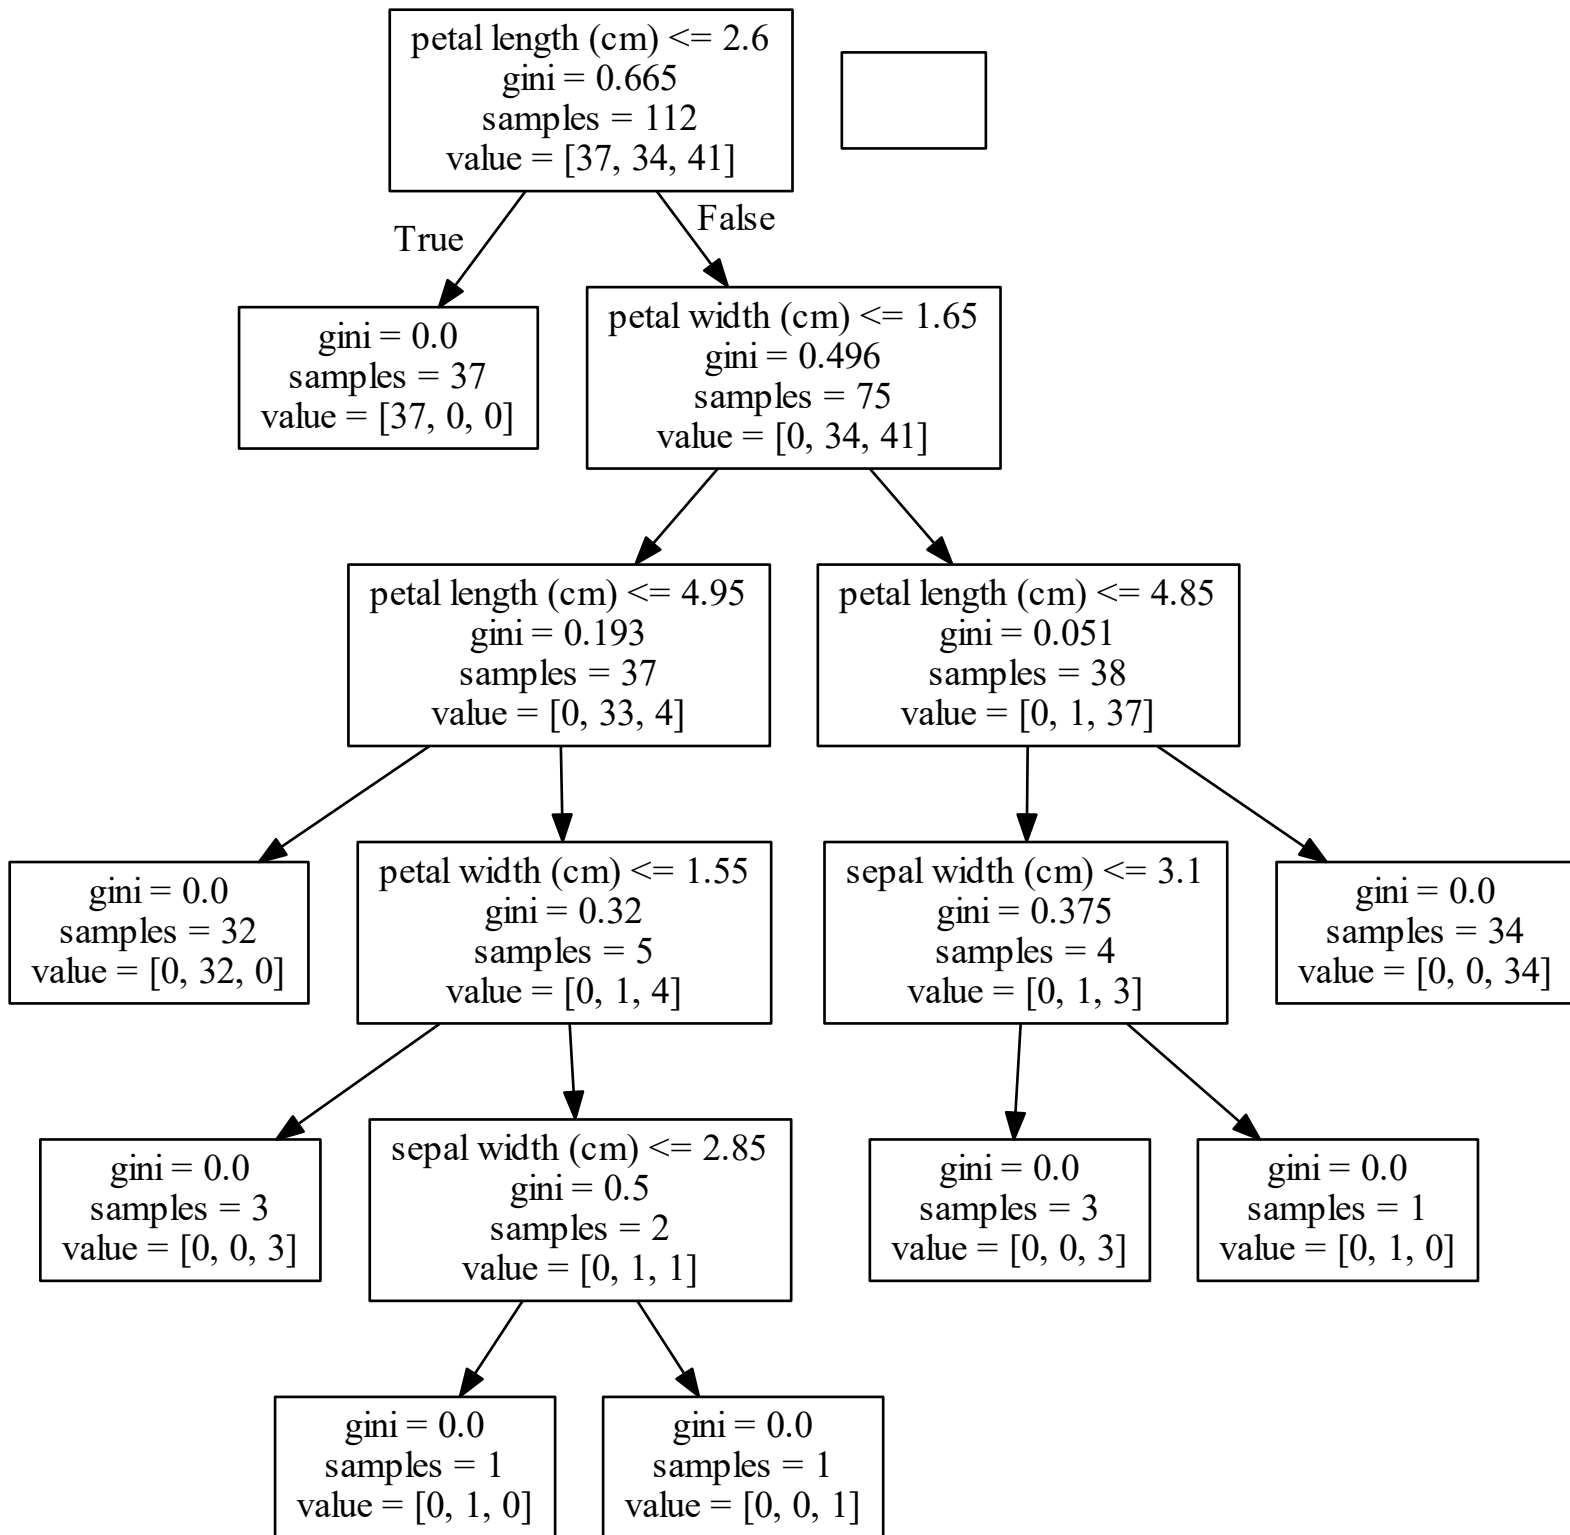 petal length (cm) <= 2.6
gini = 0.665
samples = 112
value = [37, 34, 41]
True
False
gini = 0.0
samples = 37
value = [37, 0, 0]
petal width (cm) <= 1.65
gini = 0.496
samples = 75
value = [0, 34, 41]
petal length (cm) <= 4.95
gini = 0.193
samples = 37
value = [0, 33, 4]
petal length (cm) <= 4.85
gini = 0.051
samples = 38
value = [0, 1, 37]
gini = 0.0
samples = 32
value = [0, 32, 0]
petal width (cm) <= 1.55
gini = 0.32
samples = 5
value = [0, 1, 4]
sepal width (cm) <= 3.1
gini = 0.375
samples = 4
value = [0, 1, 3]
gini = 0.0
samples = 34
value = [0, 0, 34]
gini = 0.0
samples = 3
value = [0, 0, 3]
sepal width (cm) <= 2.85
gini = 0.5
samples = 2
value = [0, 1, 1]
gini = 0.0
samples = 3
value = [0, 0, 3]
gini = 0.0
samples = 1
value = [0, 1, 0]
gini = 0.0
samples = 1
value = [0, 1, 0]
gini = 0.0
samples = 1
value = [0, 0, 1]